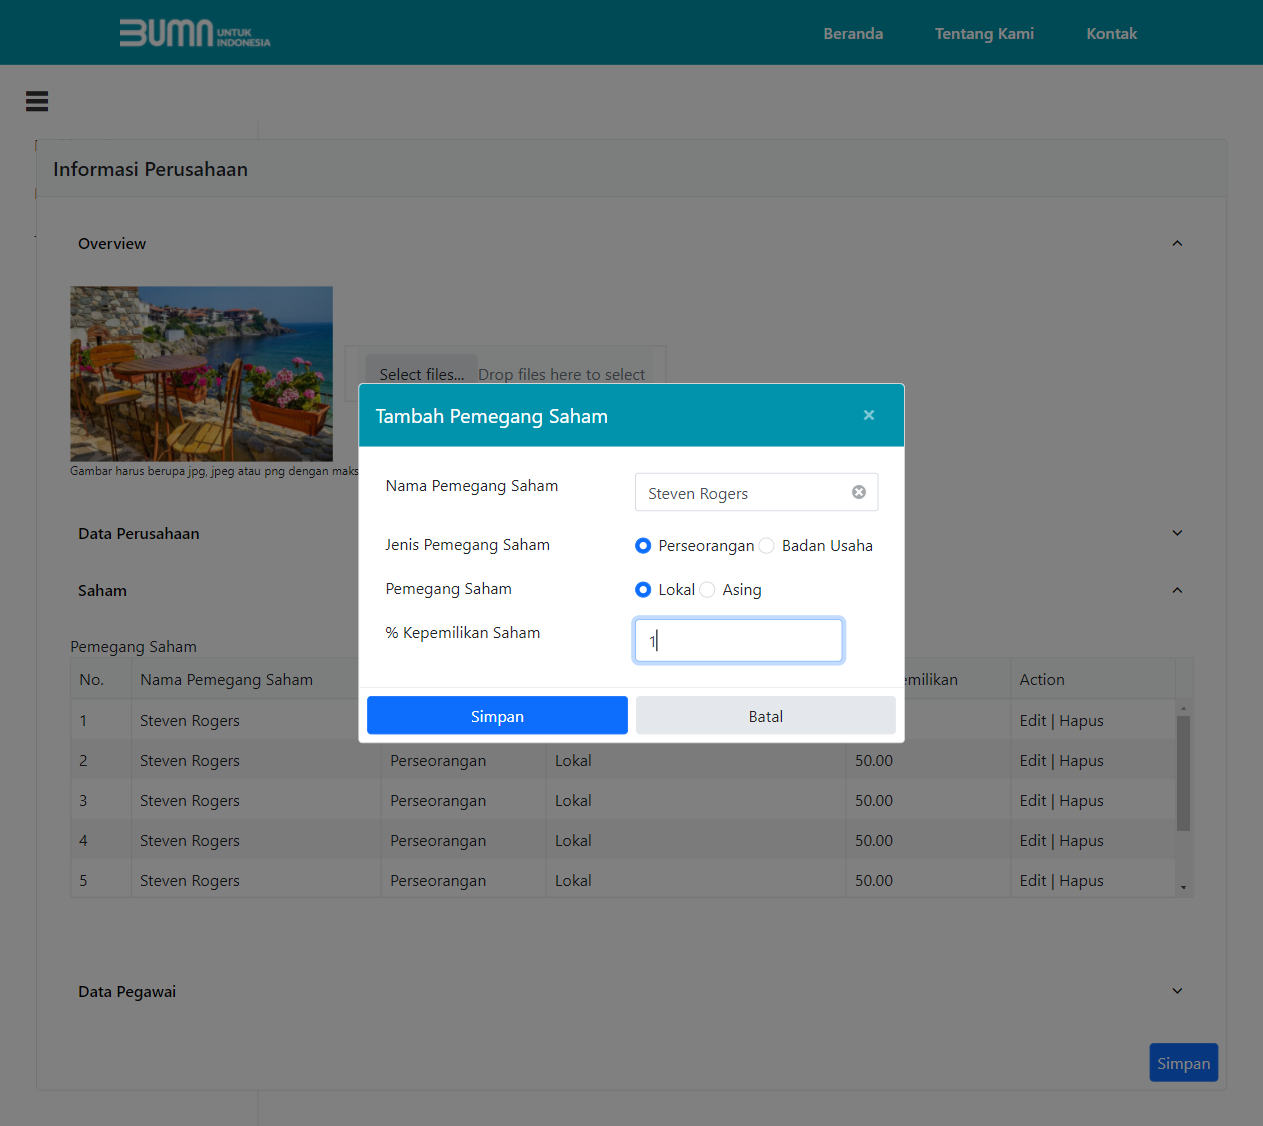 BUMN UNTUK INDONESIA
Beranda Tentang Kami Kontak
Informasi Perusahaan
Overview
Select files... Drop files here to select
Gambar harus berupa jpg, jpeg atau png dengan maks
Tambah Pemegang Saham ×
Nama Pemegang Saham Steven Rogers
Jenis Pemegang Saham Perseorangan Badan Usaha
Pemegang Saham Lokal Asing
% Kepemilikan Saham 1
Simpan Batal
Data Perusahaan
Saham
Pemegang Saham
No. Nama Pemegang Saham emilikan Action
1 Steven Rogers Edit | Hapus
2 Steven Rogers Perseorangan Lokal 50.00 Edit | Hapus
3 Steven Rogers Perseorangan Lokal 50.00 Edit | Hapus
4 Steven Rogers Perseorangan Lokal 50.00 Edit | Hapus
5 Steven Rogers Perseorangan Lokal 50.00 Edit | Hapus
Data Pegawai
Simpan